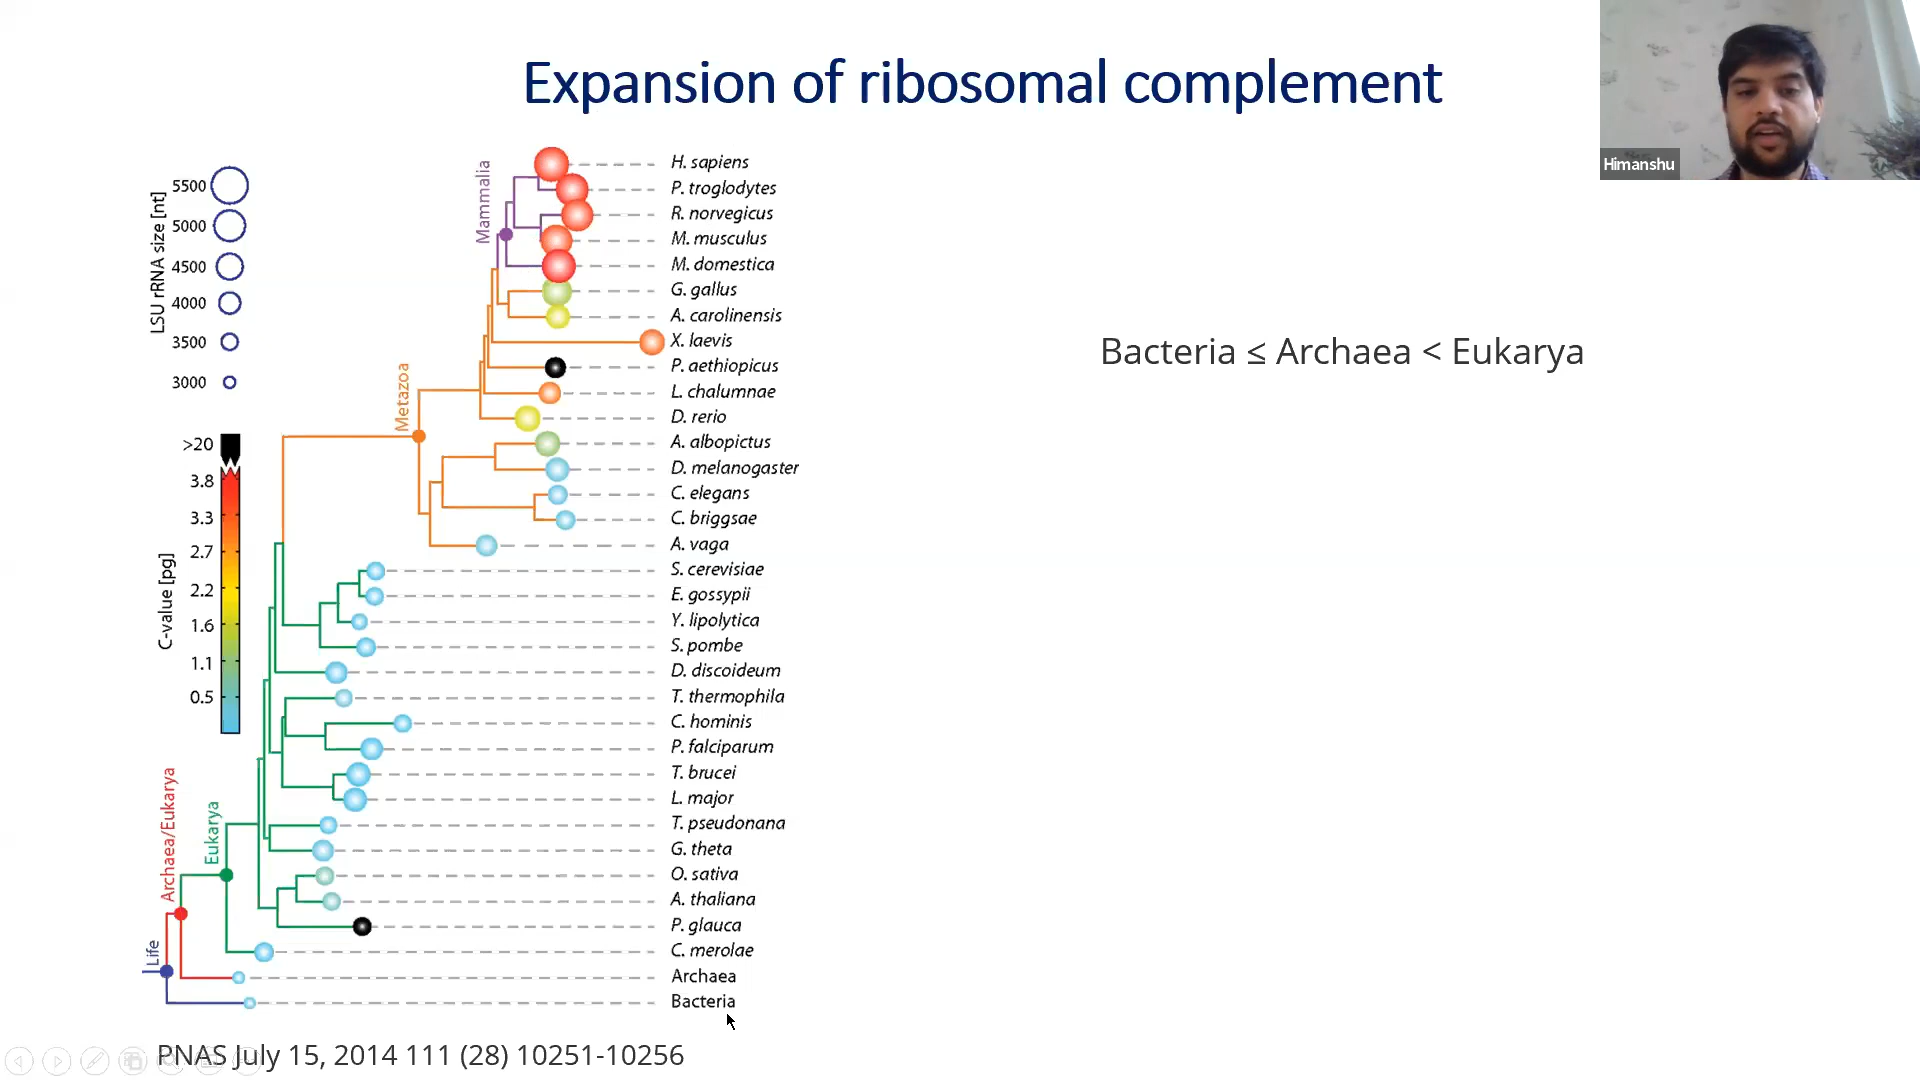 Expansion of ribosomal complement
Himanshu
LSU rRNA size [nt]
5500
5000
4500
4000
3500
3000
C-value [pg]
>20
3.8
3.3
2.7
2.2
1.6
1.1
0.5
Mammalia
Metazoa
Archaea/Eukarya
Eukarya
Life
H. sapiens
P. troglodytes
R. norvegicus
M. musculus
M. domestica
G. gallus
A. carolinensis
X. laevis
P. aethiopicus
L. chalumnae
D. rerio
A. albopictus
D. melanogaster
C. elegans
C. briggsae
A. vaga
S. cerevisiae
E. gossypii
Y. lipolytica
S. pombe
D. discoideum
T. thermophila
C. hominis
P. falciparum
T. brucei
L. major
T. pseudonana
G. theta
O. sativa
A. thaliana
P. glauca
C. merolae
Archaea
Bacteria
Bacteria ≤ Archaea < Eukarya
PNAS July 15, 2014 111 (28) 10251-10256